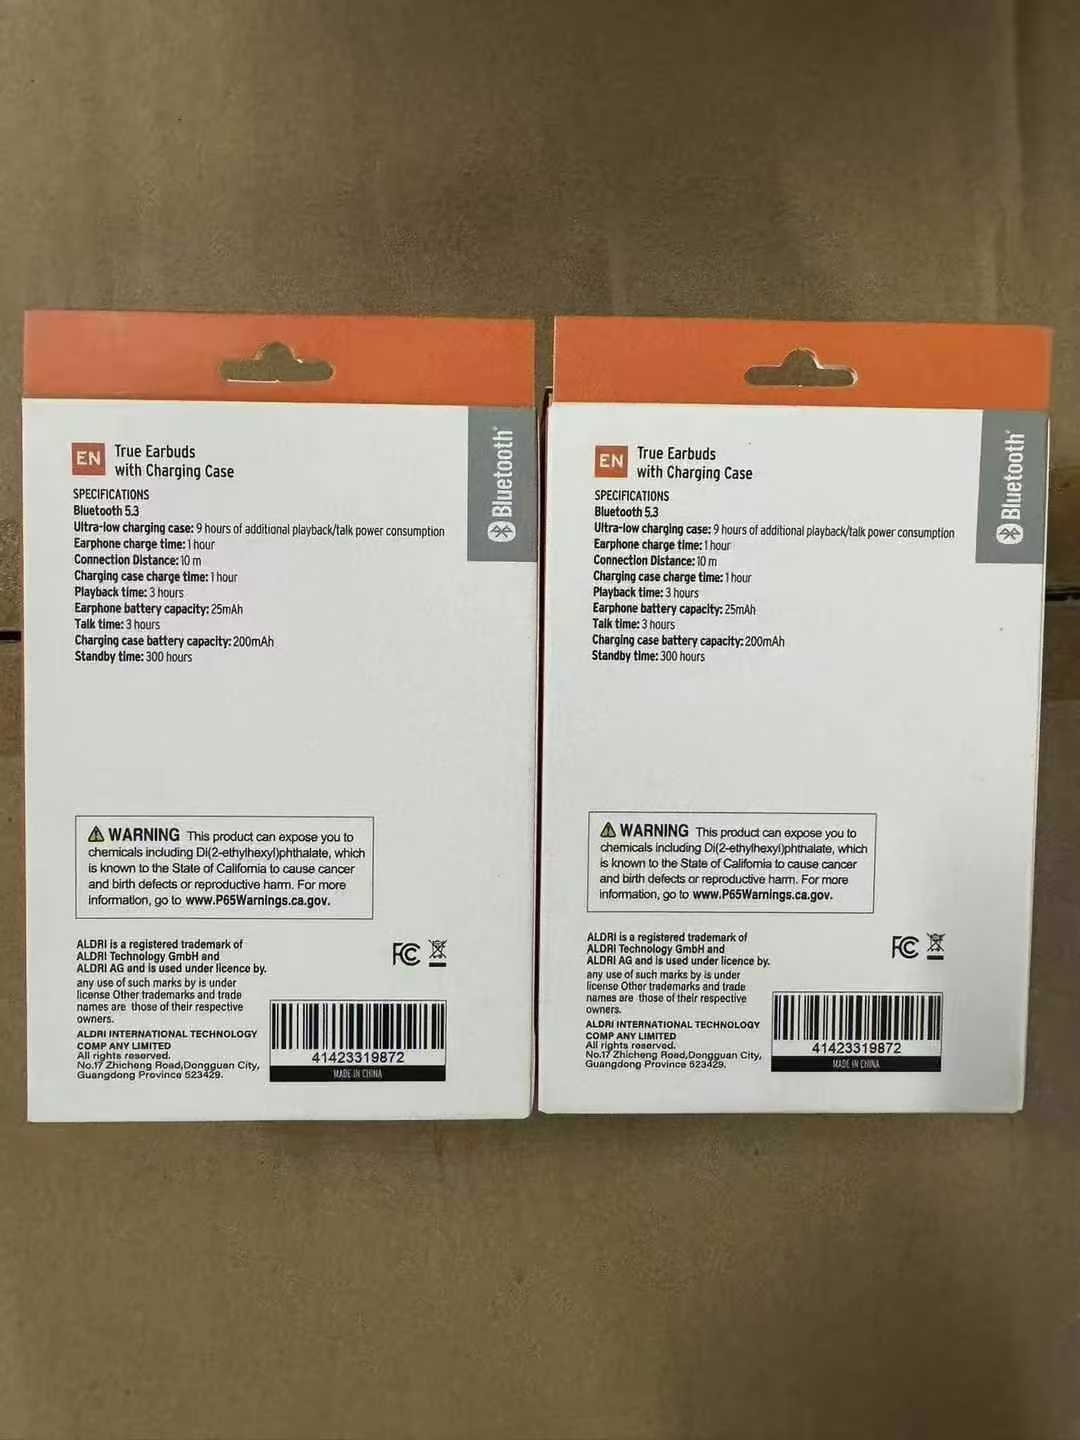 EN
True Earbuds
with Charging Case
SPECIFICATIONS
Bluetooth 5.3
Ultra-low charging case: 9 hours of additional playback/talk power consumption
Earphone charge time: 1 hour
Connection Distance: 10 m
Charging case charge time: 1 hour
Playback time: 3 hours
Earphone battery capacity: 25mAh
Talk time: 3 hours
Charging case battery capacity: 200mAh
Standby time: 300 hours
Bluetooth®
WARNING This product can expose you to
chemicals including Di(2-ethylhexyl)phthalate, which
is known to the State of California to cause cancer
and birth defects or reproductive harm. For more
information, go to www.P65Warnings.ca.gov.
ALDRI is a registered trademark of
ALDRI Technology GmbH and
ALDRI AG and is used under licence by.
any use of such marks by is under
license Other trademarks and trade
names are those of their respective
owners.
ALDRI INTERNATIONAL TECHNOLOGY
COMP ANY LIMITED
All rights reserved.
No.17 Zhicheng Road,Dongguan City,
Guangdong Province 523429.
FC
41423319872
MADE IN CHINA
EN
True Earbuds
with Charging Case
SPECIFICATIONS
Bluetooth 5.3
Ultra-low charging case: 9 hours of additional playback/talk power consumption
Earphone charge time: 1 hour
Connection Distance: 10 m
Charging case charge time: 1 hour
Playback time: 3 hours
Earphone battery capacity: 25mAh
Talk time: 3 hours
Charging case battery capacity: 200mAh
Standby time: 300 hours
Bluetooth®
WARNING This product can expose you to
chemicals including Di(2-ethylhexyl)phthalate, which
is known to the State of California to cause cancer
and birth defects or reproductive harm. For more
information, go to www.P65Warnings.ca.gov.
ALDRI is a registered trademark of
ALDRI Technology GmbH and
ALDRI AG and is used under licence by.
any use of such marks by is under
license Other trademarks and trade
names are those of their respective
owners.
ALDRI INTERNATIONAL TECHNOLOGY
COMP ANY LIMITED
All rights reserved.
No.17 Zhicheng Road,Dongguan City,
Guangdong Province 523429.
FC
41423319872
MADE IN CHINA